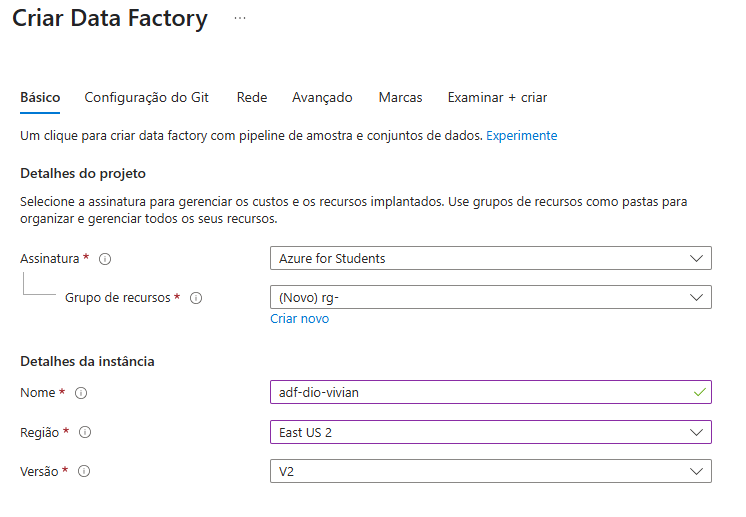 Criar Data Factory ...
Básico Configuração do Git Rede Avançado Marcas Examinar + criar
Um clique para criar data factory com pipeline de amostra e conjuntos de dados. Experimente
Detalhes do projeto
Selecione a assinatura para gerenciar os custos e os recursos implantados. Use grupos de recursos como pastas para
organizar e gerenciar todos os seus recursos.
Assinatura * Azure for Students
Grupo de recursos * (Novo) rg-
Criar novo
Detalhes da instância
Nome * adf-dio-vivian
Região * East US 2
Versão * V2